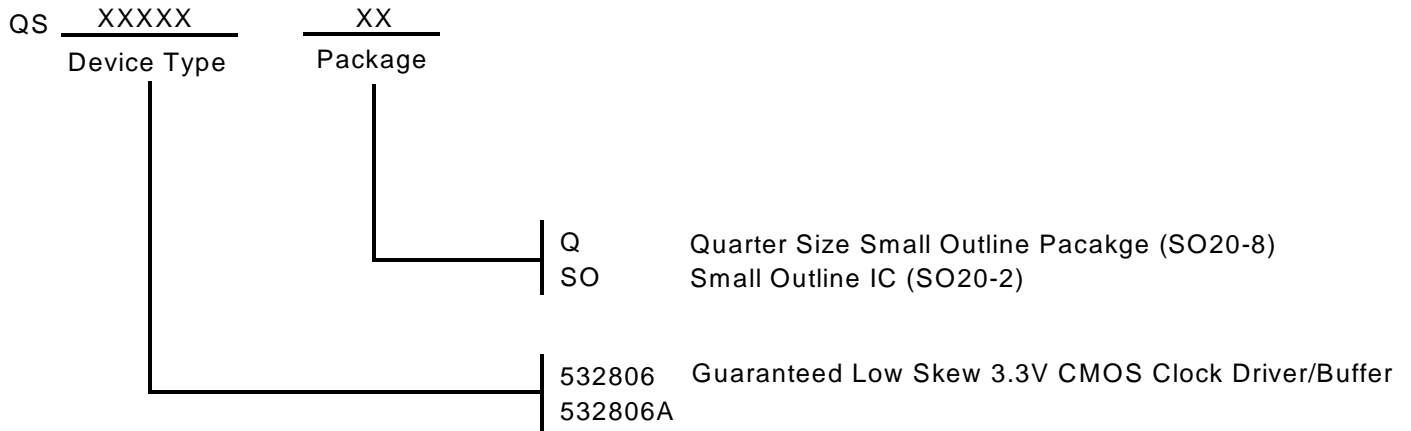 QS XXXXX XX
Device Type Package
Q Quarter Size Small Outline Pacakge (SO20-8)
SO Small Outline IC (SO20-2)
532806 Guaranteed Low Skew 3.3V CMOS Clock Driver/Buffer
532806A